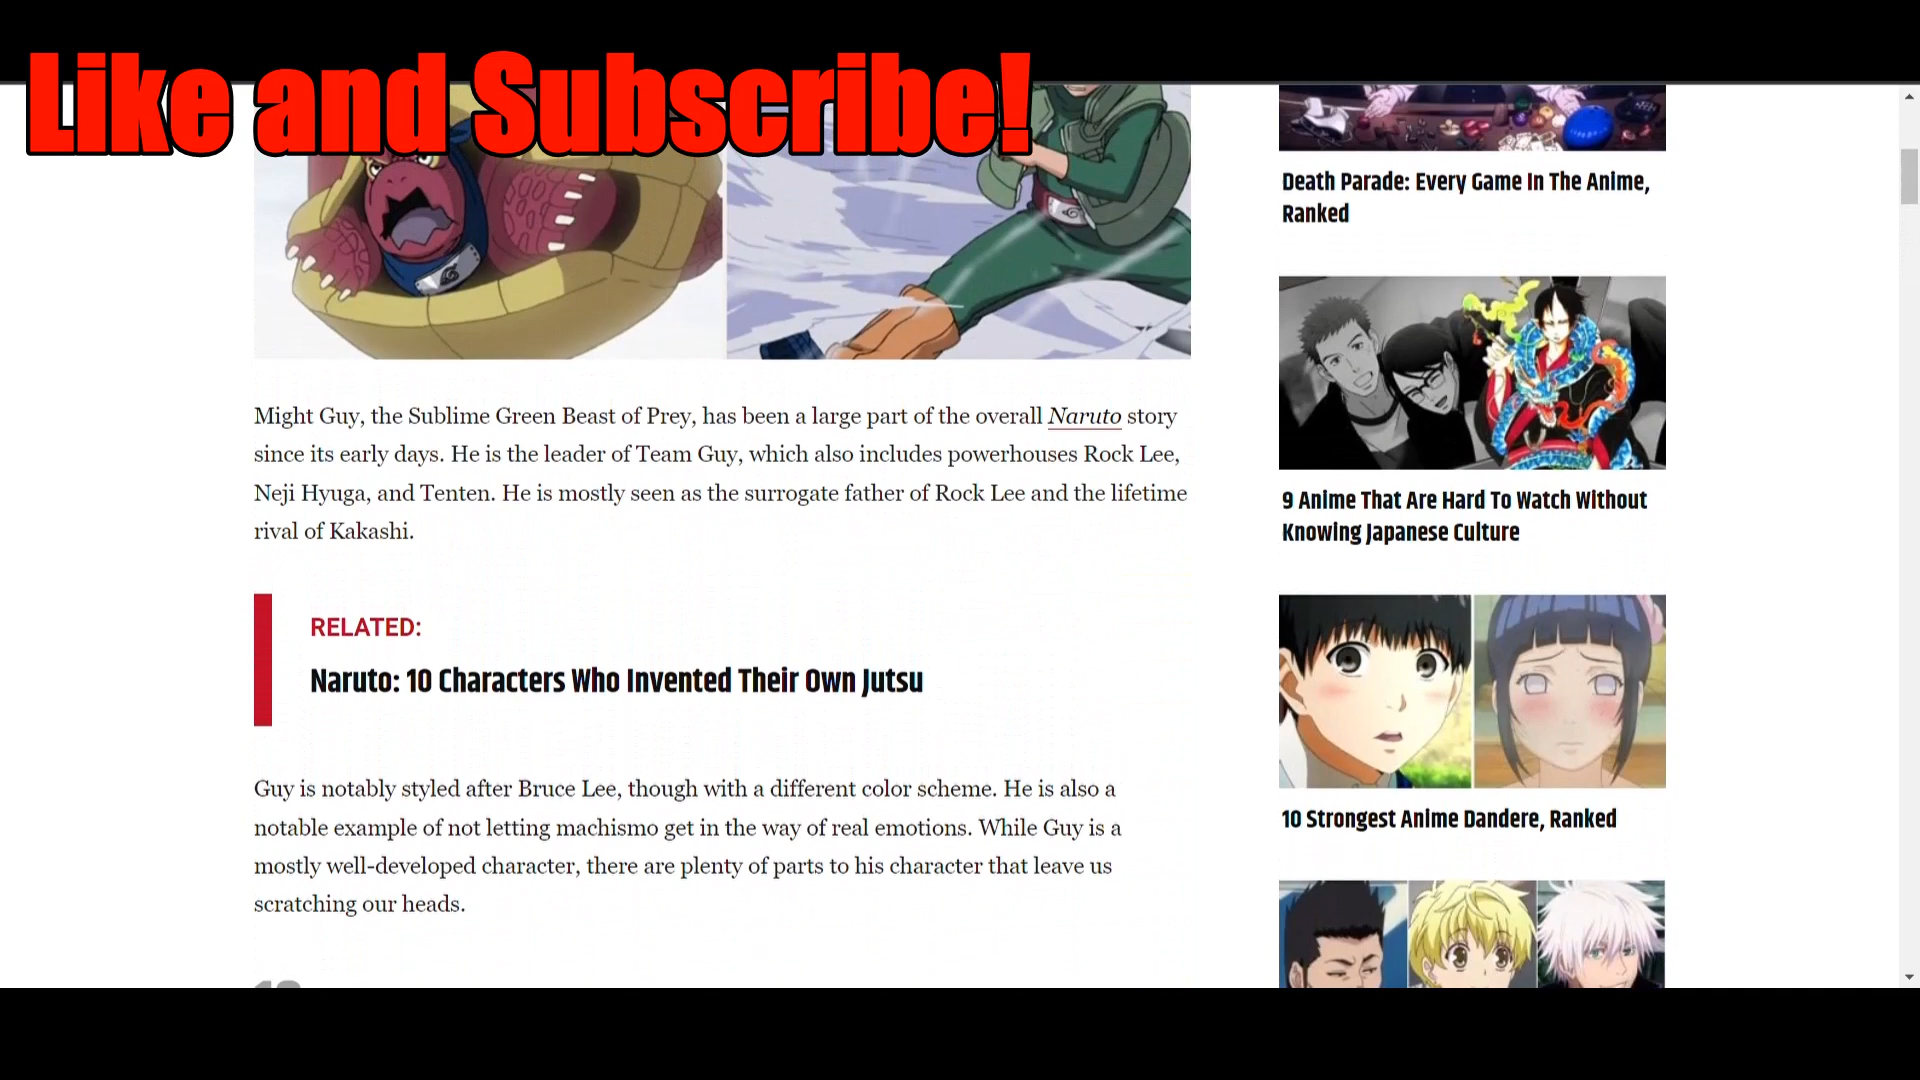 Like and Subscribe!
Might Guy, the Sublime Green Beast of Prey, has been a large part of the overall Naruto story
since its early days. He is the leader of Team Guy, which also includes powerhouses Rock Lee,
Neji Hyuga, and Tenten. He is mostly seen as the surrogate father of Rock Lee and the lifetime
rival of Kakashi.
RELATED:
Naruto: 10 Characters Who Invented Their Own Jutsu
Guy is notably styled after Bruce Lee, though with a different color scheme. He is also a
notable example of not letting machismo get in the way of real emotions. While Guy is a
mostly well-developed character, there are plenty of parts to his character that leave us
scratching our heads.
Death Parade: Every Game In The Anime,
Ranked
9 Anime That Are Hard To Watch Without
Knowing Japanese Culture
10 Strongest Anime Dandere, Ranked